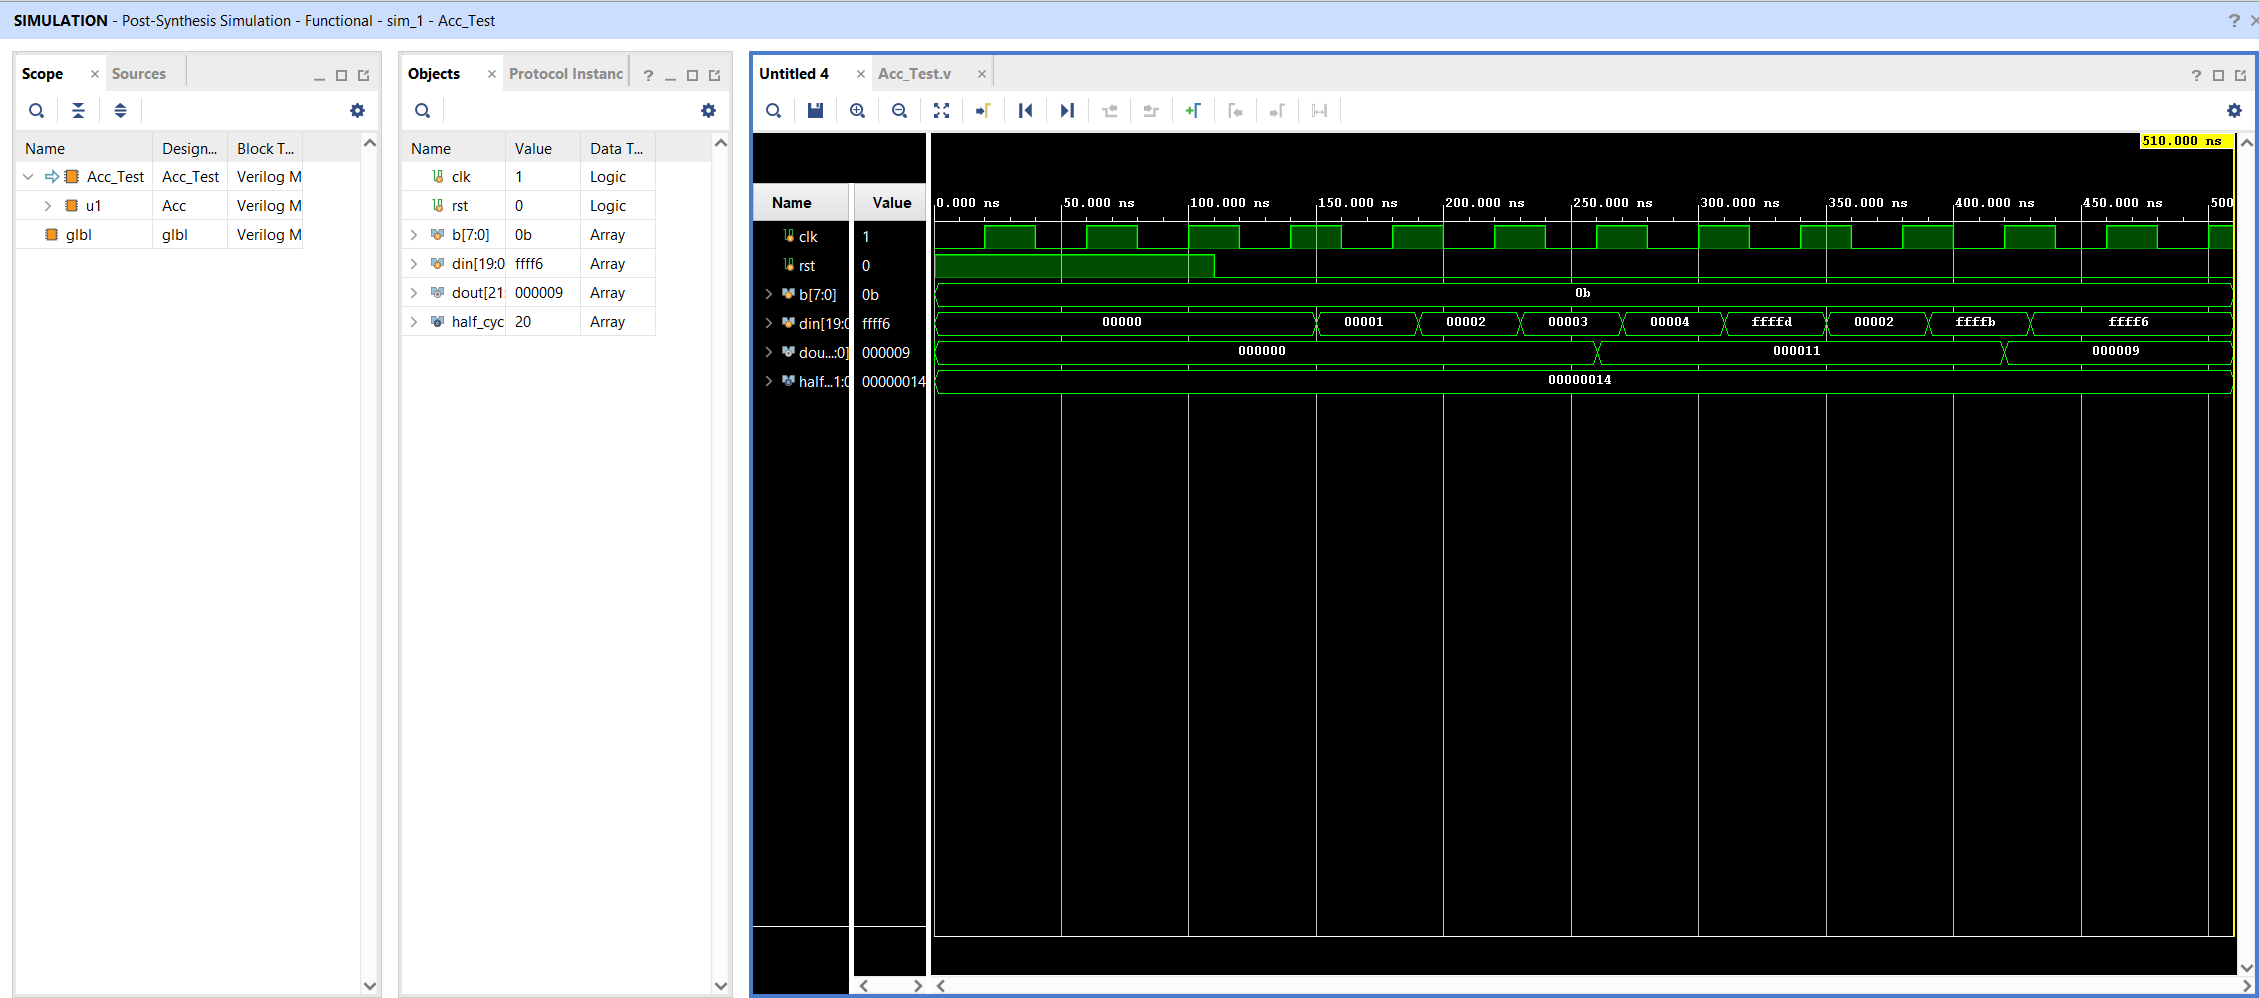 SIMULATION - Post-Synthesis Simulation - Functional - sim_1 - Acc_Test
?
Scope
Sources
Name Design... Block T...
Acc_Test Acc_Test Verilog M
u1 Acc Verilog M
glbl glbl Verilog M
Objects
Protocol Instanc
?
Name Value Data T...
clk 1 Logic
rst 0 Logic
b[7:0] 0b Array
din[19:0 ffff6 Array
dout[21: 000009 Array
half_cyc 20 Array
Untitled 4
Acc_Test.v
?
510.000 ns
Name Value
0.000 ns 50.000 ns 100.000 ns 150.000 ns 200.000 ns 250.000 ns 300.000 ns 350.000 ns 400.000 ns 450.000 ns 500
clk 1
rst 0
b[7:0] 0b 0b
din[19:0 ffff6 00000 00001 00002 00003 00004 ffffd 00002 ffffb ffff6
dou...:0] 000009 000000 000011 000009
half...1:0 00000014 00000014